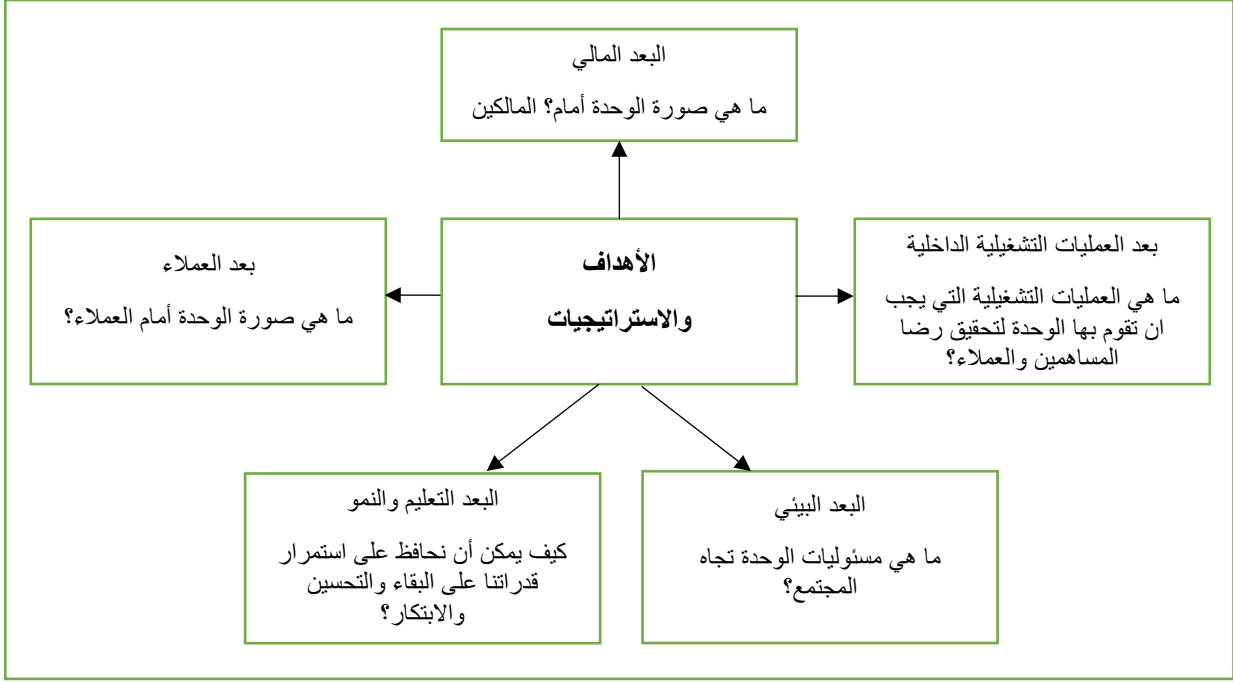 البعد المالي
ما هي صورة الوحدة أمام؟ المالكين
بعد العمليات التشغيلية الداخلية
ما هي العمليات التشغيلية التي يجب
ان تقوم بها الوحدة لتحقيق رضا
المساهمين والعملاء؟
الأهداف
والاستراتيجيات
بعد العملاء
ما هي صورة الوحدة أمام العملاء؟
البعد البيئي
ما هي مسئوليات الوحدة تجاه
المجتمع؟
البعد التعليم والنمو
كيف يمكن أن نحافظ على استمرار
قدراتنا على البقاء والتحسين
والابتكار؟